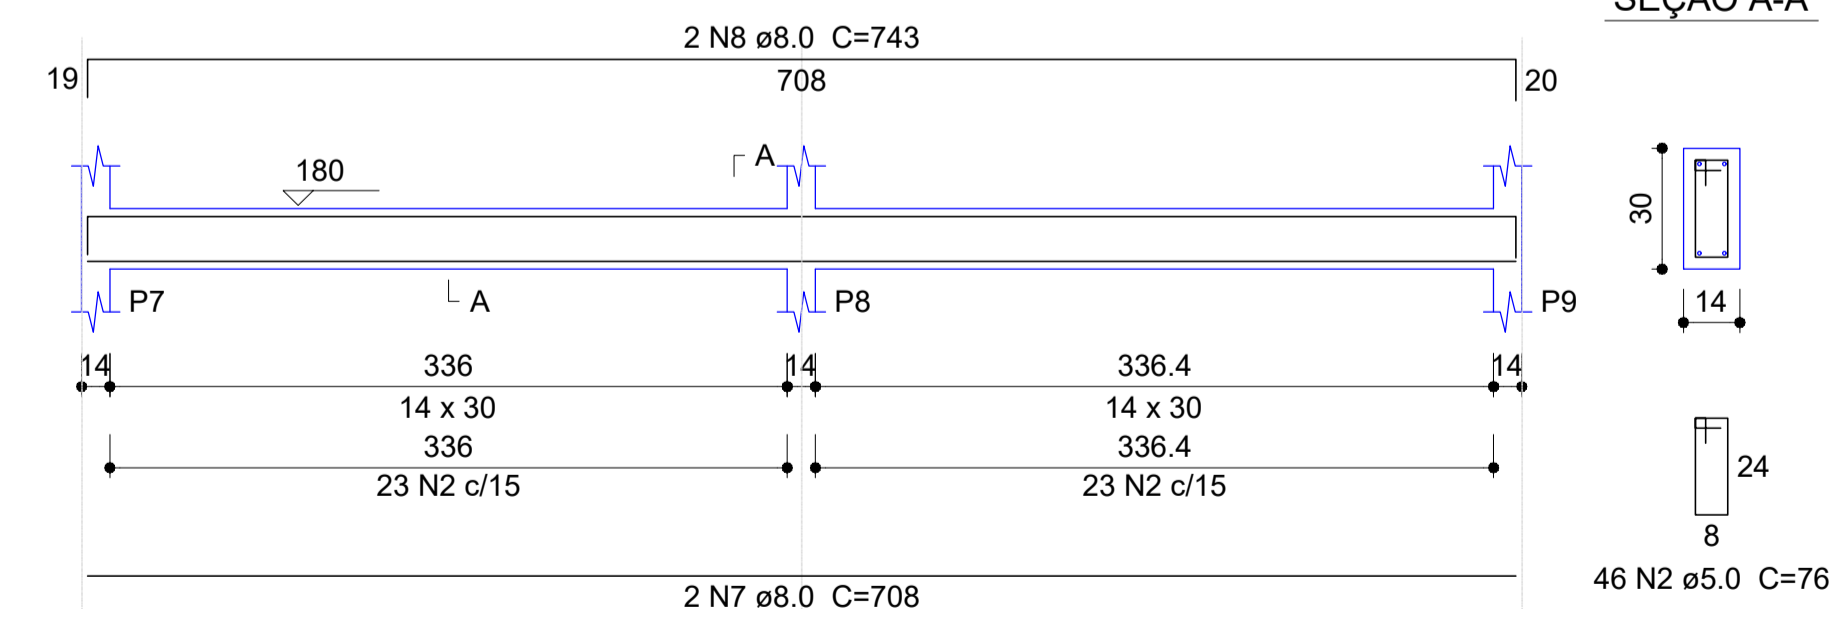 SEÇÃO A-A
2 N8 ø8.0 C=743
19
708
20
180
A
A
P7
P8
P9
30
14
14
336
14
336.4
14
14 x 30
14 x 30
336
336.4
23 N2 c/15
23 N2 c/15
24
8
46 N2 ø5.0 C=76
2 N7 ø8.0 C=708